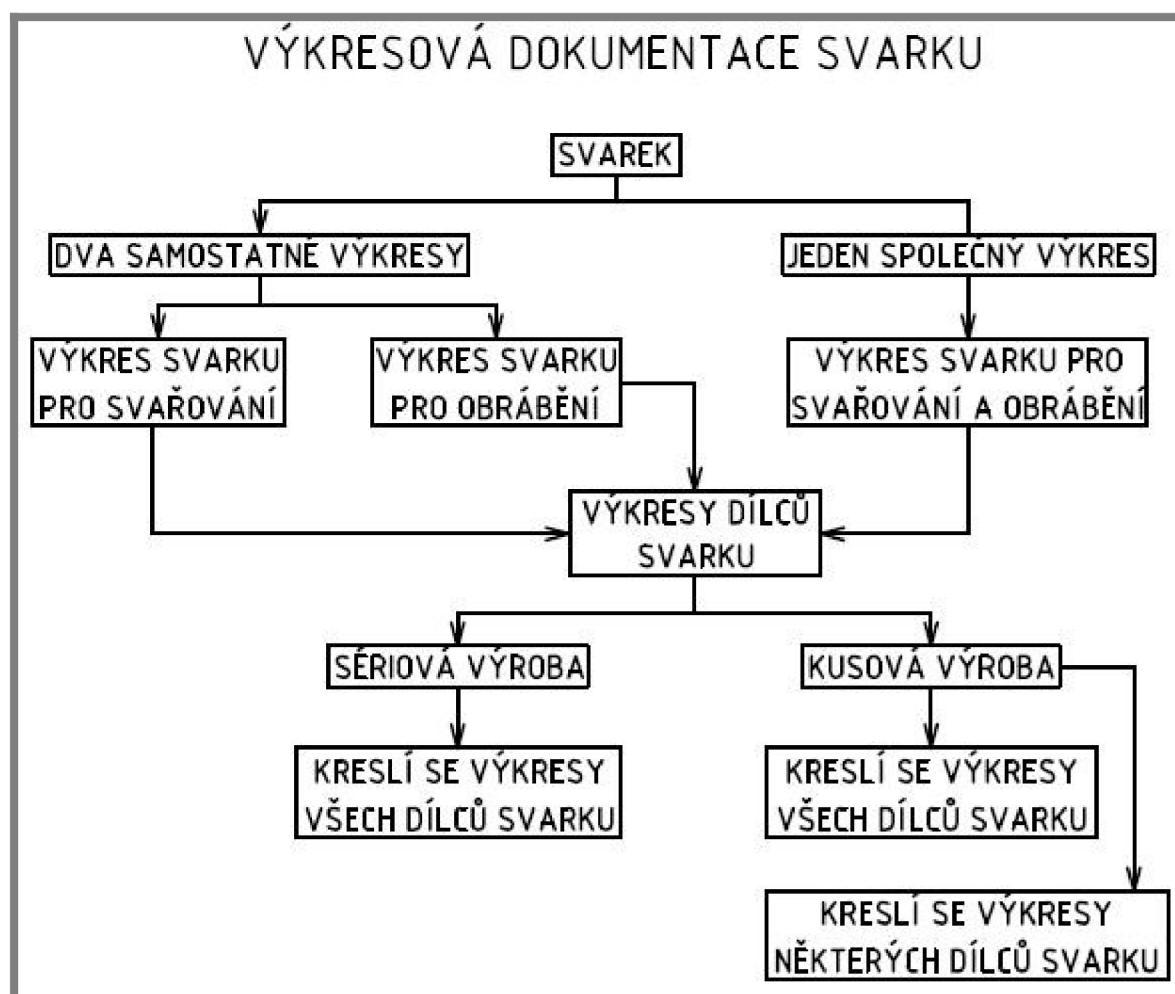 VÝKRESOVÁ DOKUMENTACE SVARKU
SVAREK
DVA SAMOSTATNÉ VÝKRESY
JEDEN SPOLEČNÝ VÝKRES
VÝKRES SVARKU
PRO SVAŘOVÁNÍ
VÝKRES SVARKU
PRO OBRÁBĚNÍ
VÝKRES SVARKU PRO
SVAŘOVÁNÍ A OBRÁBĚNÍ
VÝKRESY DÍLCŮ
SVARKU
SÉRIOVÁ VÝROBA
KUSOVÁ VÝROBA
KRESLÍ SE VÝKRESY
VŠECH DÍLCŮ SVARKU
KRESLÍ SE VÝKRESY
VŠECH DÍLCŮ SVARKU
KRESLÍ SE VÝKRESY
NĚKTERÝCH DÍLCŮ SVARKU